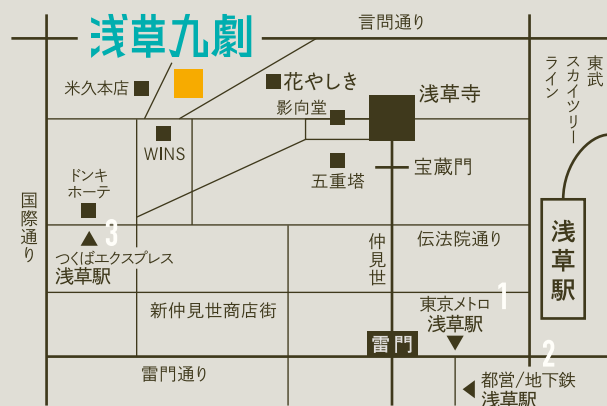 言問通り
浅草九劇
東武
スカイツリー
ライン
米久本店
花やしき
影向堂
浅草寺
WINS
五重塔
宝蔵門
ドンキ
ホーテ
国際通り
3
つくばエクスプレス
浅草駅
仲見世
伝法院通り
浅草駅
新仲見世商店街
東京メトロ
浅草駅
1
雷門
2
雷門通り
都営/地下鉄
浅草駅